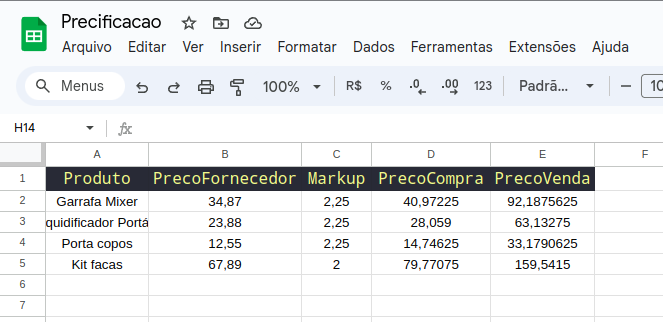 Precificacao
Arquivo Editar Ver Inserir Formatar Dados Ferramentas Extensões Ajuda
Menus 100% R$ % .0 .00 123 Padrã... 10
H14 fx
A B C D E F
1 Produto PrecoFornecedor Markup PrecoCompra PrecoVenda
2 Garrafa Mixer 34,87 2,25 40,97225 92,1875625
3 quidificador Portá 23,88 2,25 28,059 63,13275
4 Porta copos 12,55 2,25 14,74625 33,1790625
5 Kit facas 67,89 2 79,77075 159,5415
6
7